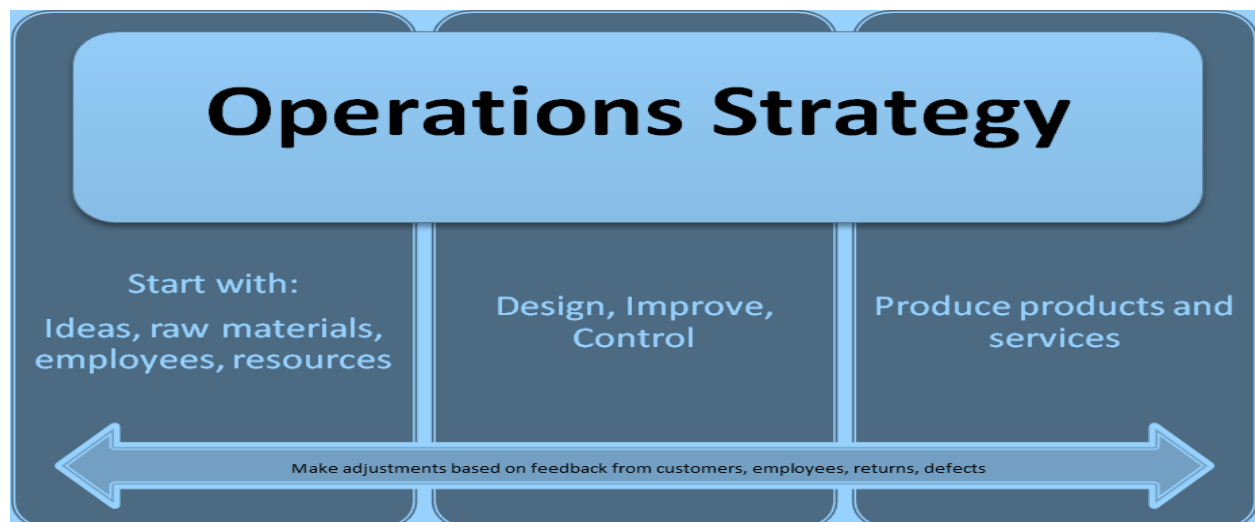 Operations Strategy
Start with:
Ideas, raw materials,
employees, resources
Design, Improve,
Control
Produce products and
services
Make adjustments based on feedback from customers, employees, returns, defects